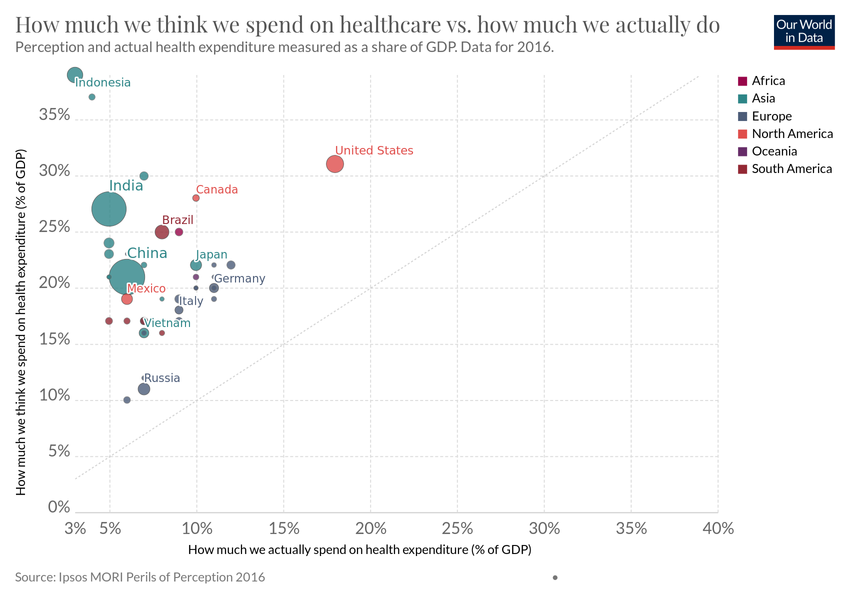 How much we think we spend on healthcare vs. how much we actually do
Perception and actual health expenditure measured as a share of GDP. Data for 2016.
Our World
in Data
Africa
Asia
Europe
North America
Oceania
South America
How much we think we spend on health expenditure (% of GDP)
35%
30%
25%
20%
15%
10%
5%
0%
Indonesia
United States
India
Canada
Brazil
China
Japan
Germany
Mexico
Italy
Vietnam
Russia
3%
5%
10%
15%
20%
25%
30%
35%
40%
How much we actually spend on health expenditure (% of GDP)
Source: Ipsos MORI Perils of Perception 2016